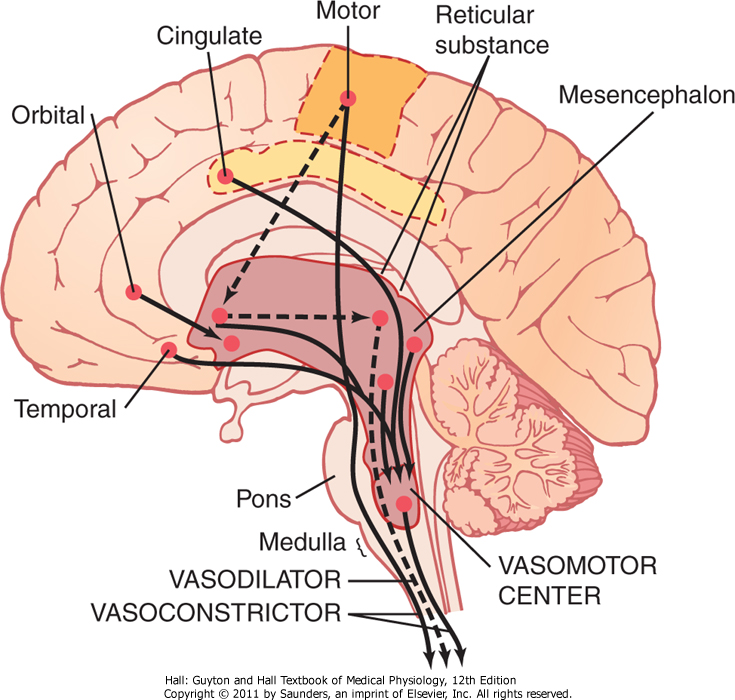 Motor
Reticular
substance
Cingulate
Mesencephalon
Orbital
Temporal
Pons
Medulla
VASODILATOR
VASOCONSTRICTOR
VASOMOTOR
CENTER
Hall: Guyton and Hall Textbook of Medical Physiology, 12th Edition
Copyright © 2011 by Saunders, an imprint of Elsevier, Inc. All rights reserved.